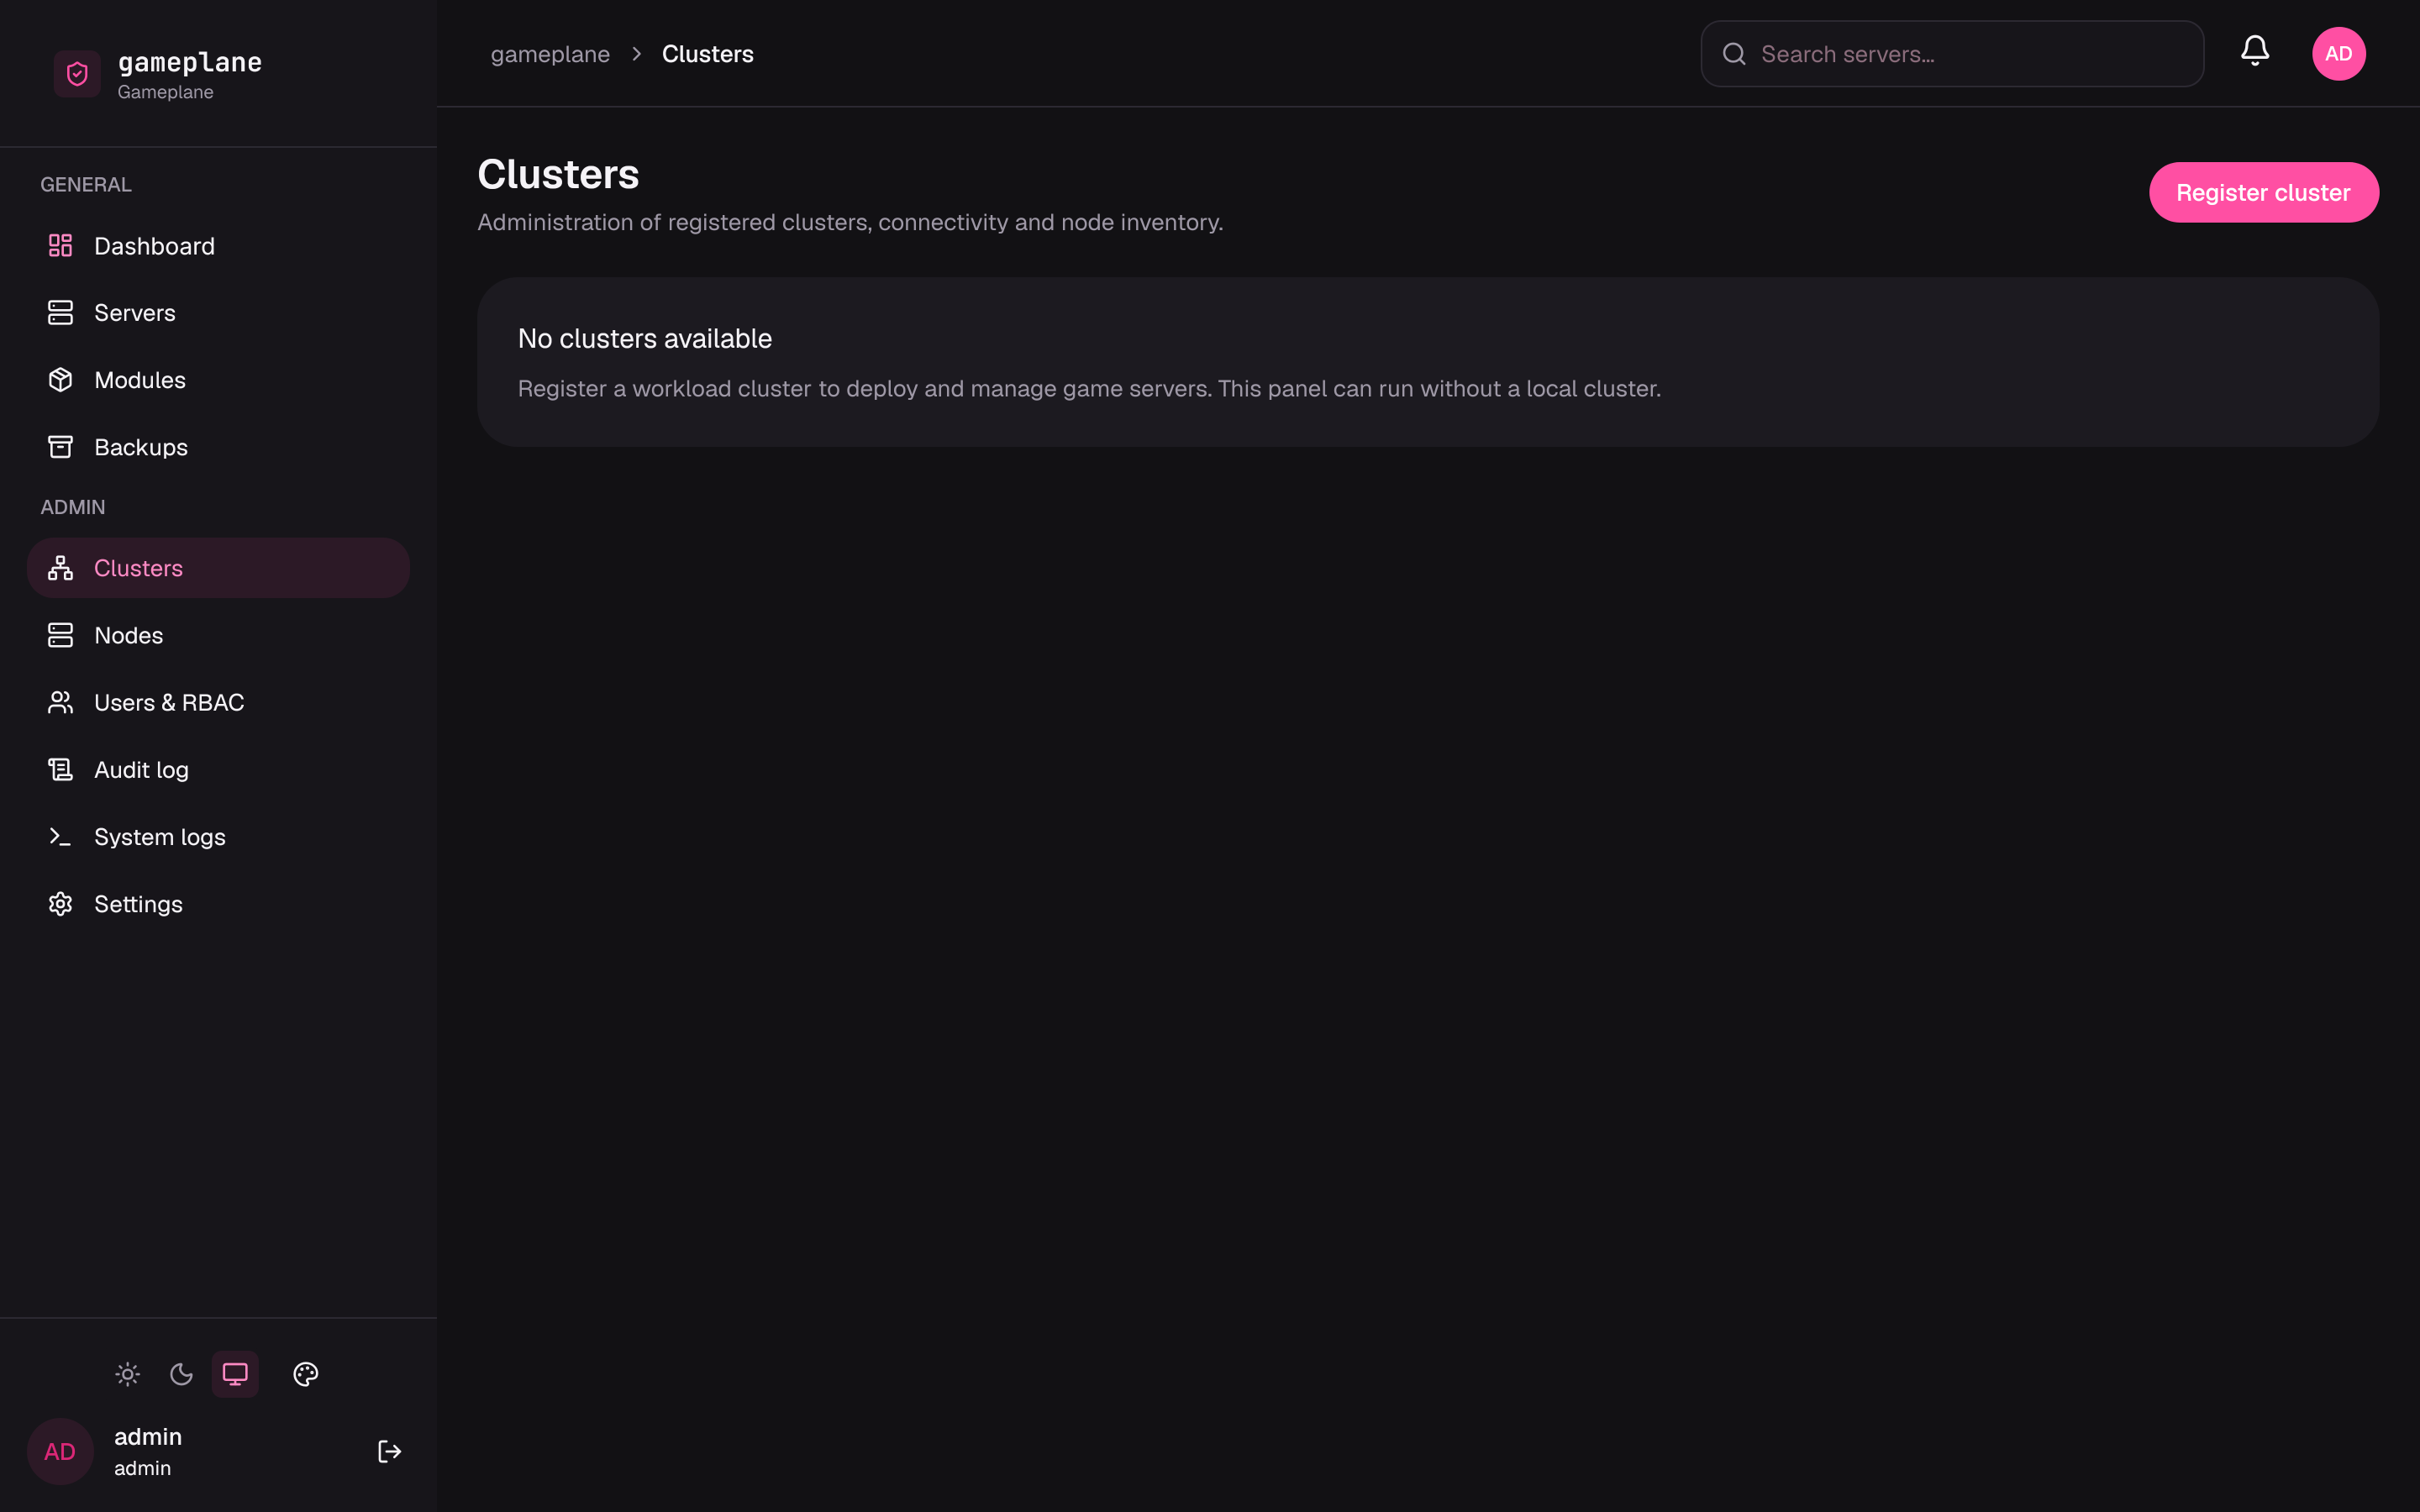 gameplane
Gameplane
GENERAL
Dashboard
Servers
Modules
Backups
ADMIN
Clusters
Nodes
Users & RBAC
Audit log
System logs
Settings
AD
admin
admin
gameplane > Clusters
Search servers...
AD
Clusters
Administration of registered clusters, connectivity and node inventory.
Register cluster
No clusters available
Register a workload cluster to deploy and manage game servers. This panel can run without a local cluster.